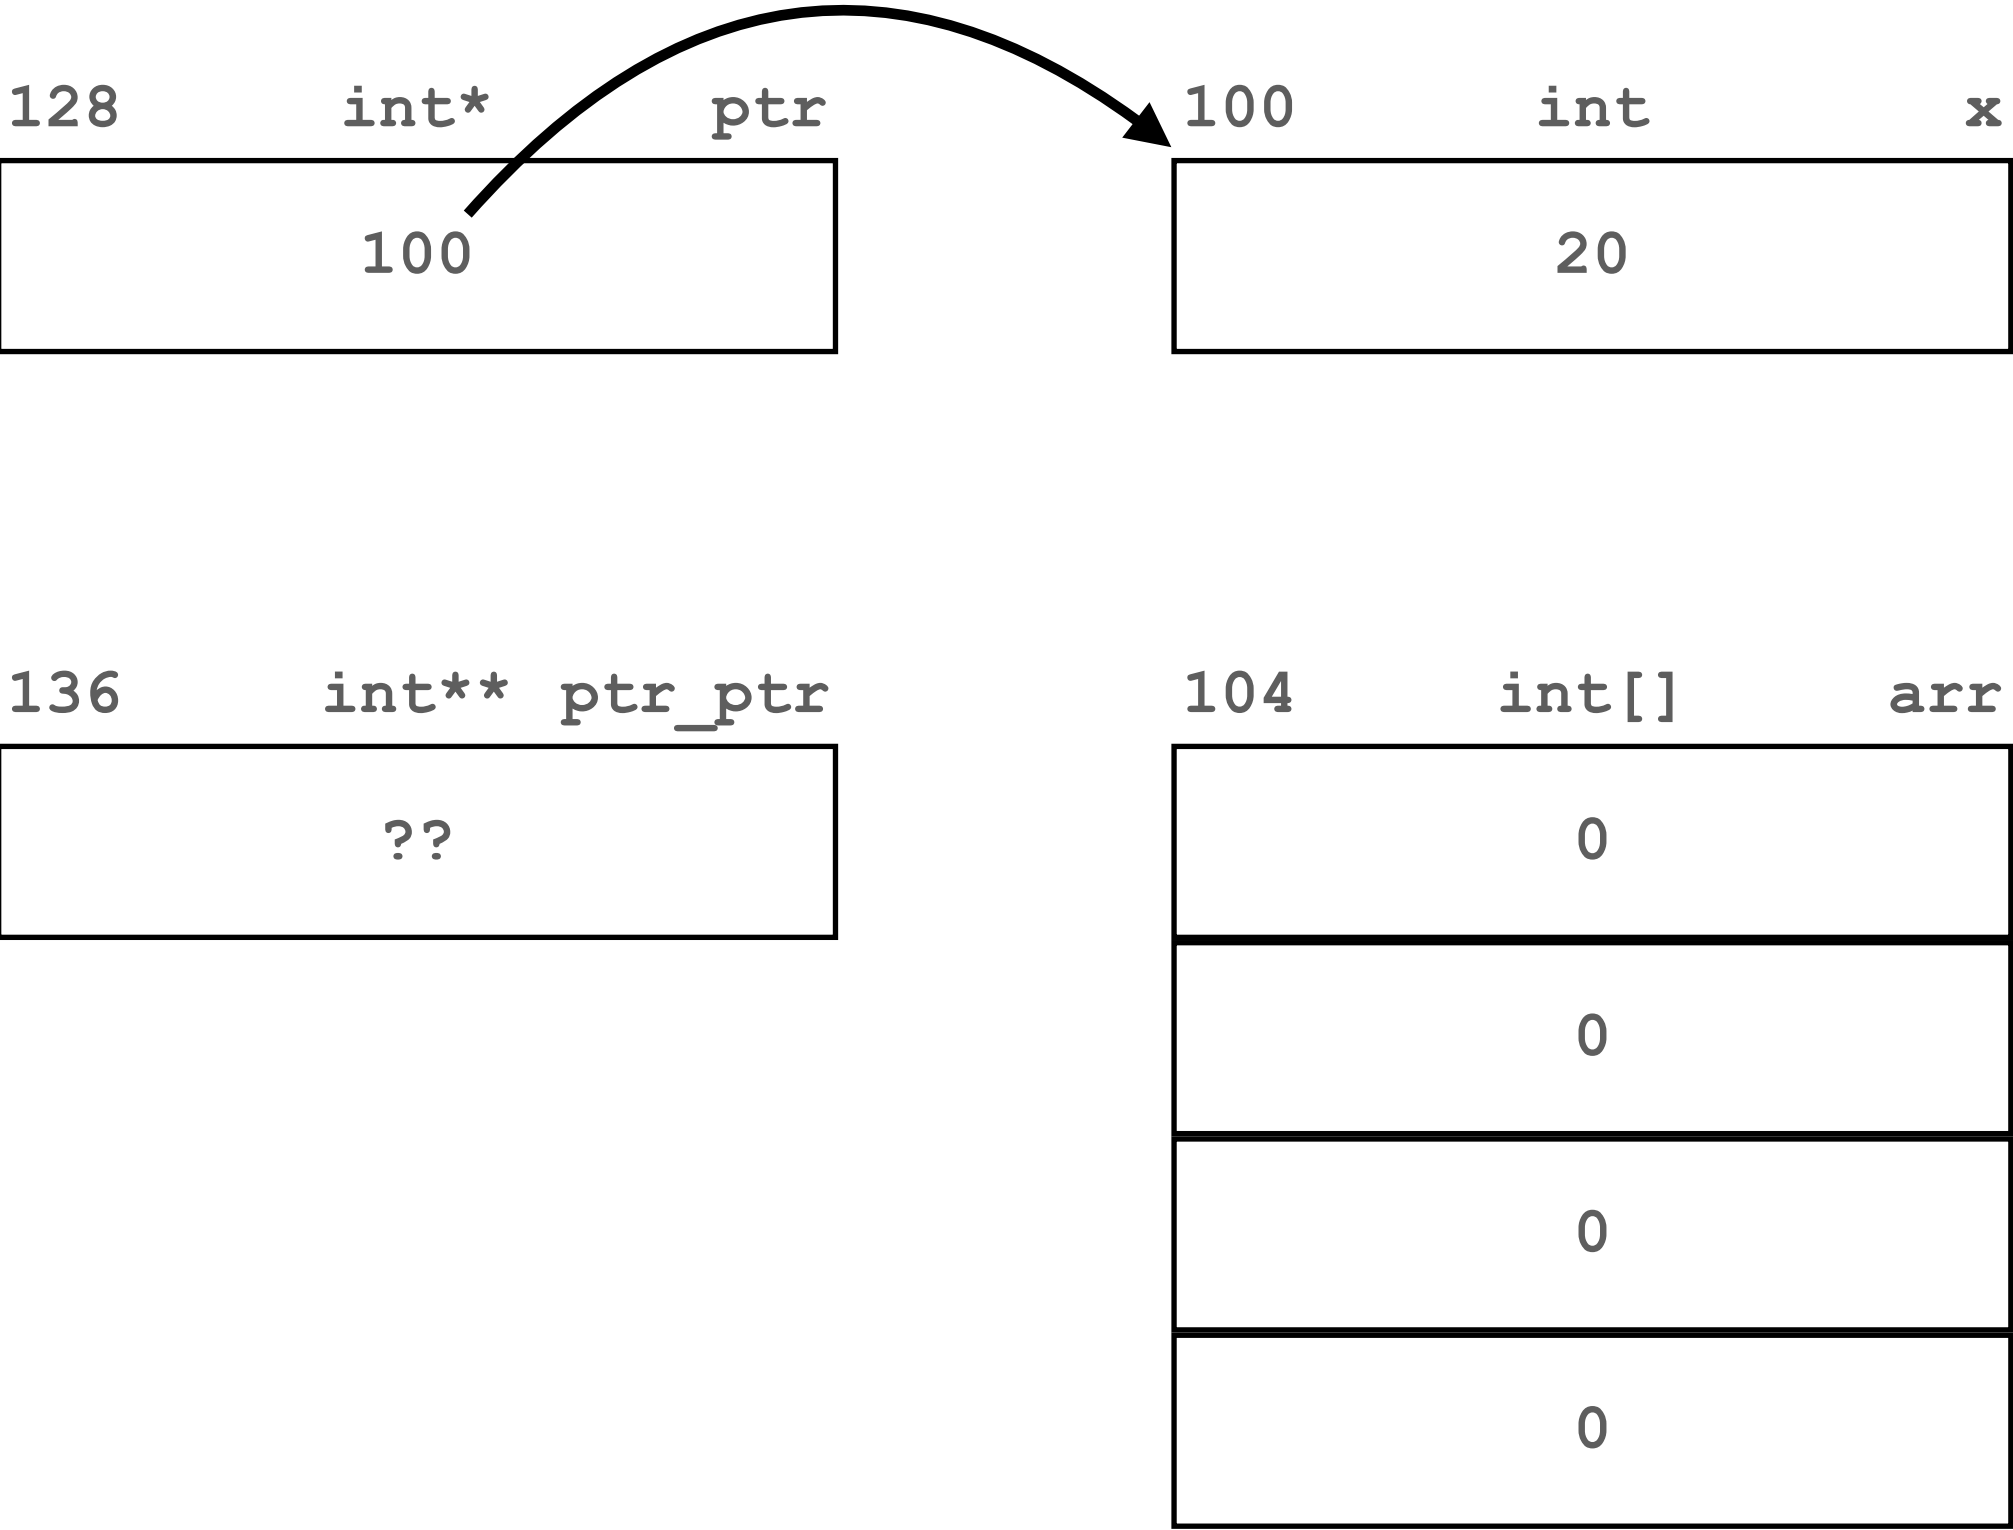 128 int* ptr 100 int x
100 20
136 int** ptr_ptr 104 int[] arr
?? 0
0
0
0